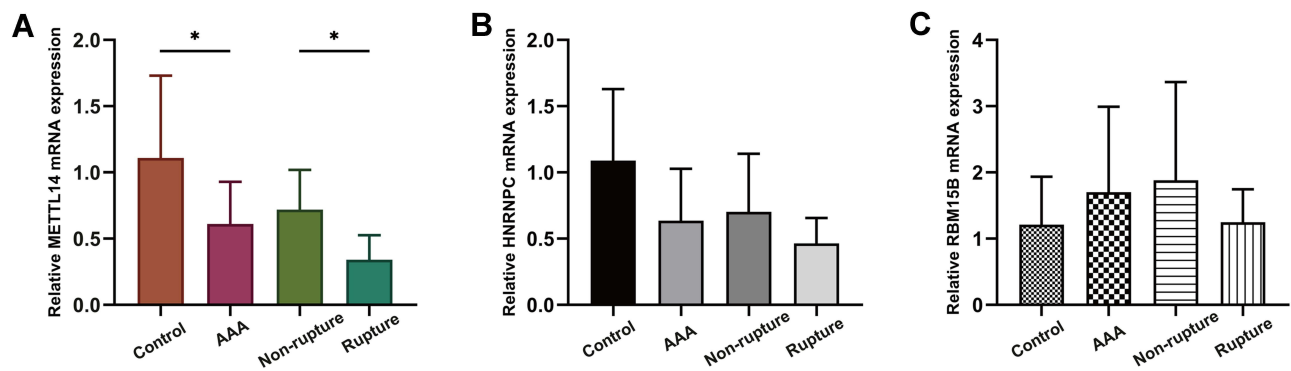 A
Relative METTL14 mRNA expression
2.0
1.5
1.0
0.5
0.0
*
*
Control
AAA
Non-rupture
Rupture
B
Relative HNRNPC mRNA expression
2.0
1.5
1.0
0.5
0.0
Control
AAA
Non-rupture
Rupture
C
Relative RBM15B mRNA expression
4
3
2
1
0
Control
AAA
Non-rupture
Rupture